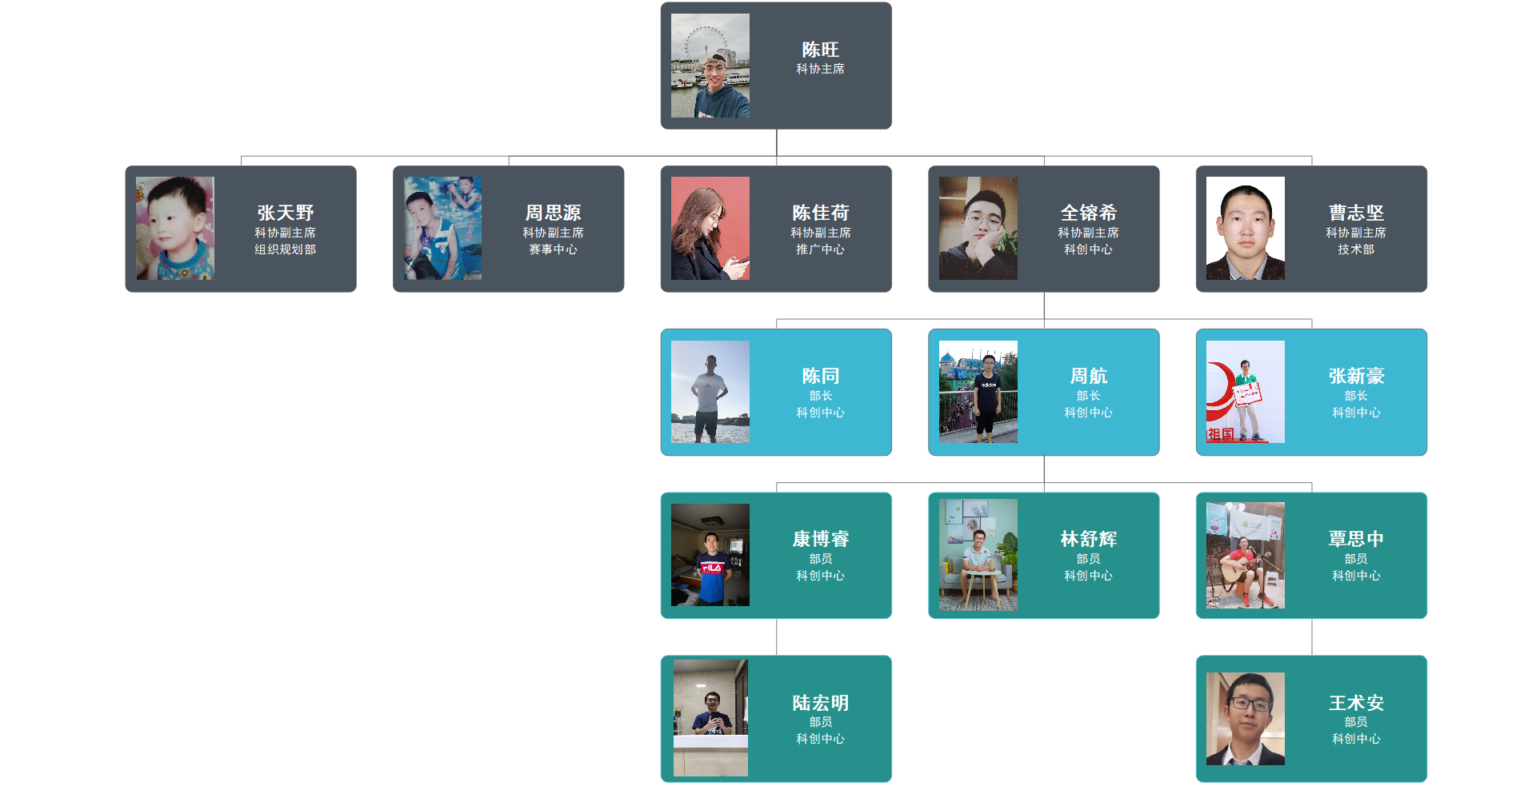 陈旺
科协主席
张天野
科协副主席
组织规划部
周思源
科协副主席
赛事中心
陈佳荷
科协副主席
推广中心
全镕希
科协副主席
科创中心
曹志坚
科协副主席
技术部
陈同
部长
科创中心
周航
部长
科创中心
adidas
张新豪
部长
科创中心
祖国
康博睿
部员
科创中心
FILA
林舒辉
部员
科创中心
覃思中
部员
科创中心
陆宏明
部员
科创中心
王术安
部员
科创中心